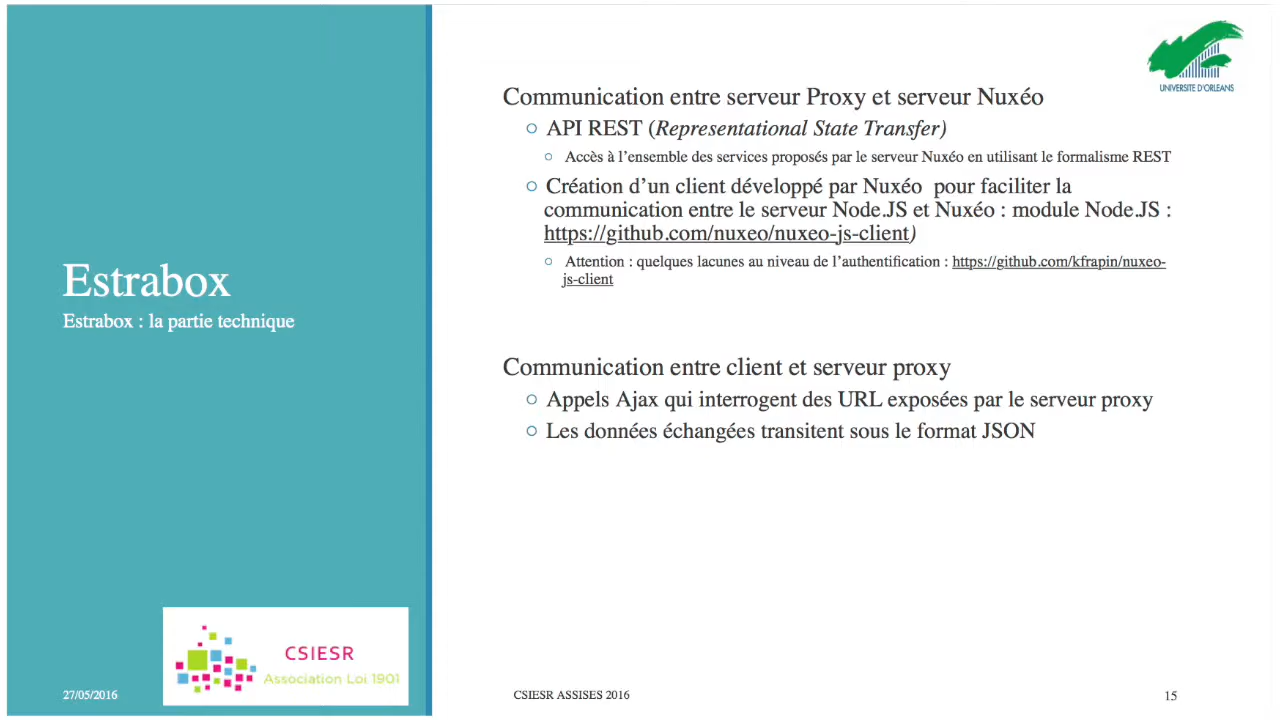 UNIVERSITE D'ORLEANS
Communication entre serveur Proxy et serveur Nuxéo
API REST (Representational State Transfer)
Accès à l’ensemble des services proposés par le serveur Nuxéo en utilisant le formalisme REST
Création d’un client développé par Nuxéo pour faciliter la
communication entre le serveur Node.JS et Nuxéo : module Node.JS :
https://github.com/nuxeo/nuxeo-js-client)
Attention : quelques lacunes au niveau de l’authentification : https://github.com/kfrapin/nuxeo-
js-client
Estrabox
Estrabox : la partie technique
Communication entre client et serveur proxy
Appels Ajax qui interrogent des URL exposées par le serveur proxy
Les données échangées transitent sous le format JSON
CSIESR
Association Loi 1901
27/05/2016
CSIESR ASSISES 2016
15